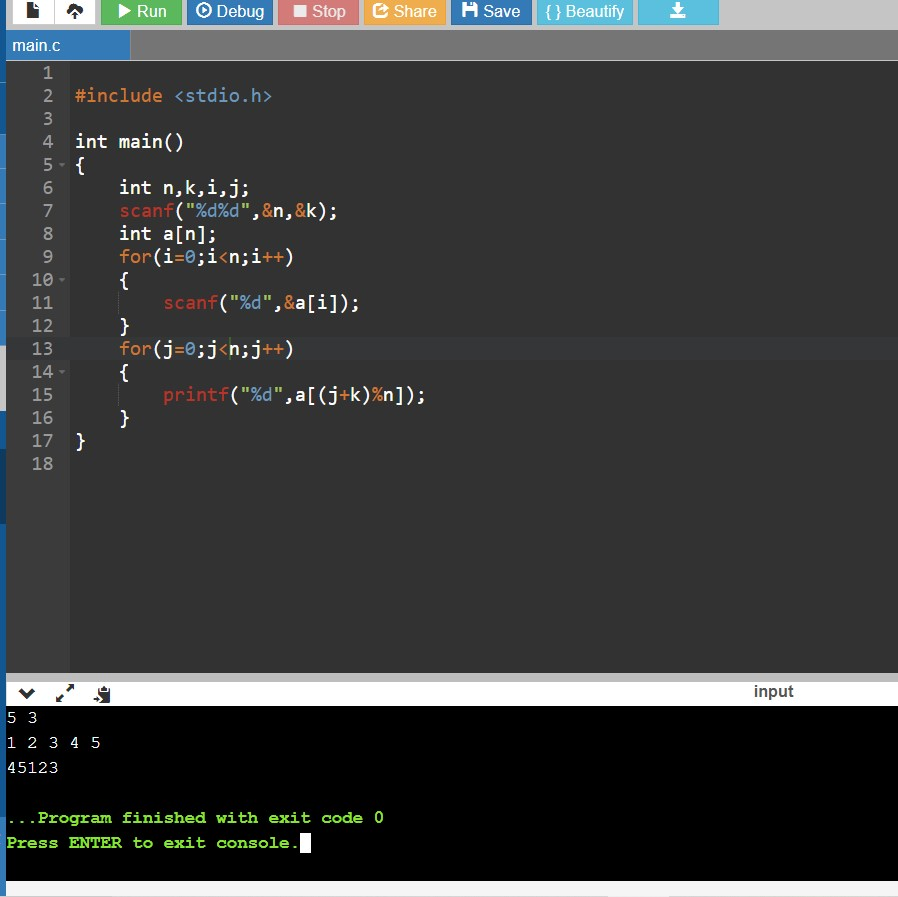 Run Debug Stop Share Save { } Beautify
main.c
1
2 #include <stdio.h>
3
4 int main()
5 {
6 int n,k,i,j;
7 scanf("%d%d",&n,&k);
8 int a[n];
9 for(i=0;i<n;i++)
10 {
11 scanf("%d",&a[i]);
12 }
13 for(j=0;j<n;j++)
14 {
15 printf("%d",a[(j+k)%n]);
16 }
17 }
18
input
5 3
1 2 3 4 5
45123
...Program finished with exit code 0
Press ENTER to exit console.